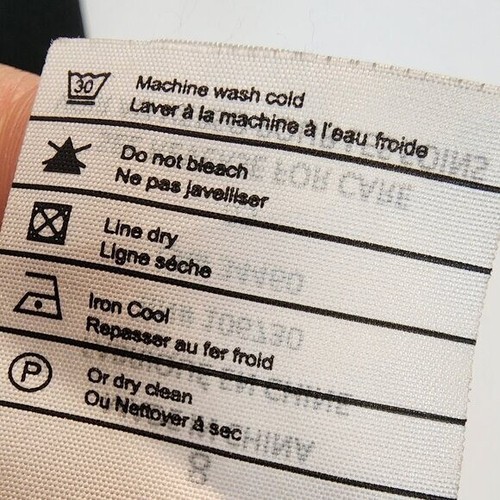 30
Machine wash cold
Laver à la machine à l'eau froide
Do not bleach
Ne pas javelliser
Line dry
Ligne séche
Iron Cool
Repasser au fer froid
P
Or dry clean
Ou Nettoyer à sec